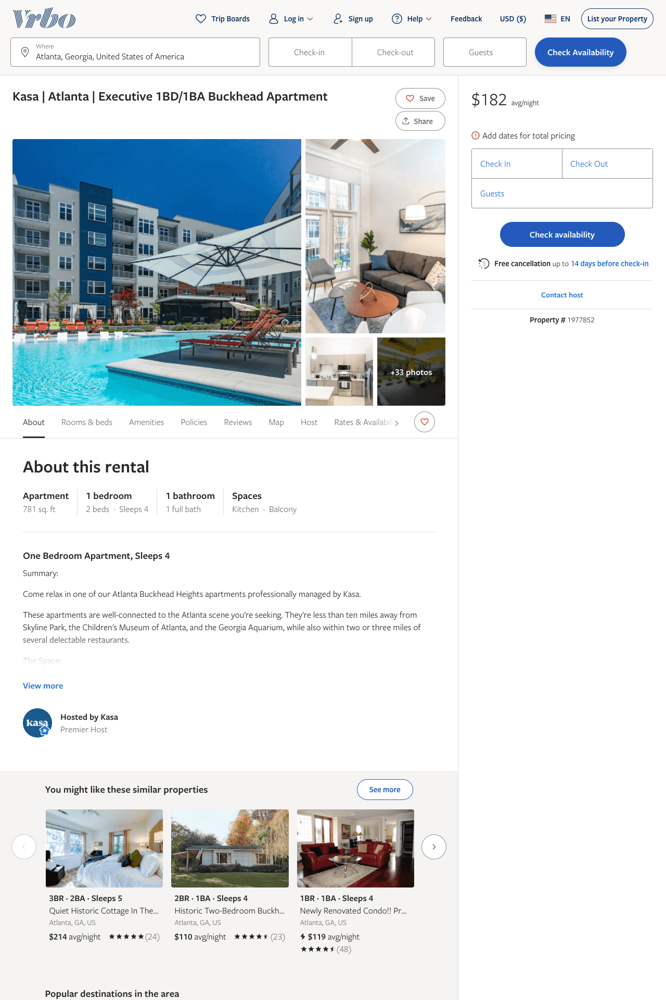 Vrbo
Trip Boards
Log in
Sign up
Help
Feedback
USD ($)
EN
List your Property
Where
Atlanta, Georgia, United States of America
Check-in
Check-out
Guests
Check Availability
Kasa | Atlanta | Executive 1BD/1BA Buckhead Apartment
Save
Share
+33 photos
$182 avg/night
Add dates for total pricing
Check In
Check Out
Guests
Check availability
Free cancellation up to 14 days before check-in
Contact host
Property # 1977852
About
Rooms & beds
Amenities
Policies
Reviews
Map
Host
Rates & Availabili
About this rental
Apartment
781 sq. ft
1 bedroom
2 beds · Sleeps 4
1 bathroom
1 full bath
Spaces
Kitchen · Balcony
One Bedroom Apartment, Sleeps 4
Summary:
Come relax in one of our Atlanta Buckhead Heights apartments professionally managed by Kasa.
These apartments are well-connected to the Atlanta scene you're seeking. They're less than ten miles away from
Skyline Park, the Children's Museum of Atlanta, and the Georgia Aquarium, while also within two or three miles of
several delectable restaurants.
The Space:
View more
kasa
Hosted by Kasa
Premier Host
You might like these similar properties
See more
3BR · 2BA · Sleeps 5
Quiet Historic Cottage In The...
Atlanta, GA, US
$214 avg/night
(24)
2BR · 1BA · Sleeps 4
Historic Two-Bedroom Buckh...
Atlanta, GA, US
$110 avg/night
(23)
1BR · 1BA · Sleeps 4
Newly Renovated Condo!! Pr...
Atlanta, GA, US
$119 avg/night
(48)
Popular destinations in the area